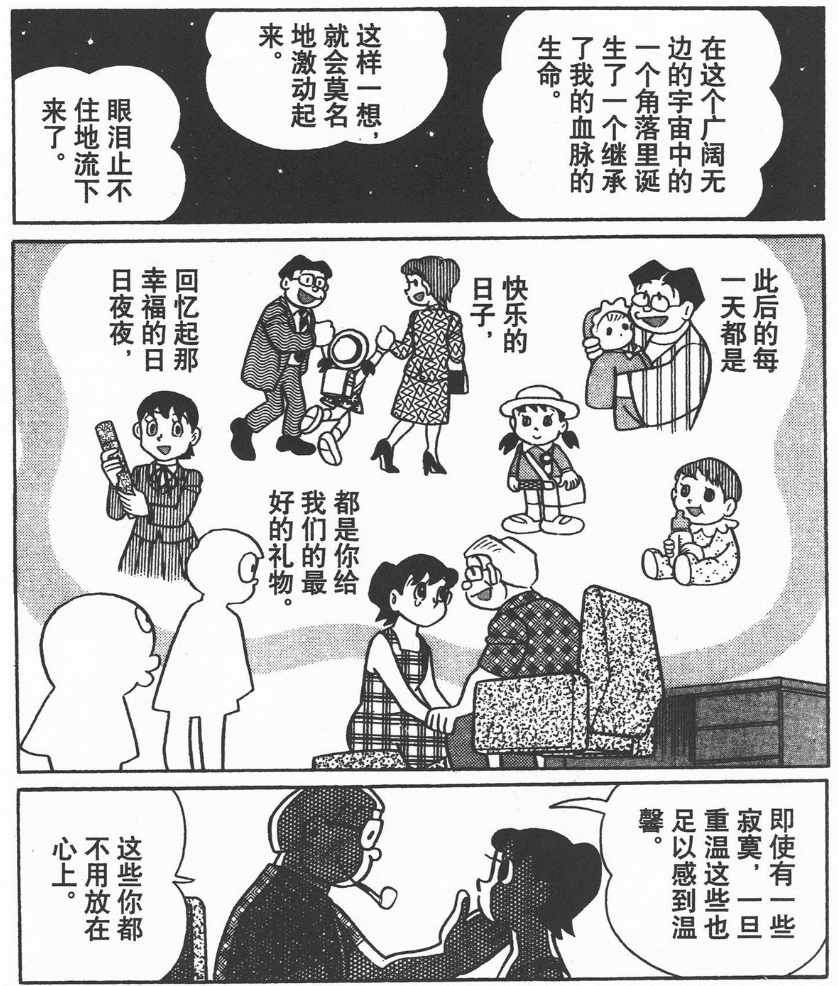 在这个广阔无
边的宇宙中的
一个角落里诞
生了一个继承
了我的血脉的
生命。
这样一想，
就会莫名
地激动起
来。
眼泪止不
住地流下
来了。
此后的每
一天都是
快乐的
日子，
回忆起那
幸福的日
日夜夜，
都是你给
我们的最
好的礼物。
即使有一些
寂寞，一旦
重温这些也
足以感到温
馨。
这些你都
不用放在
心上。